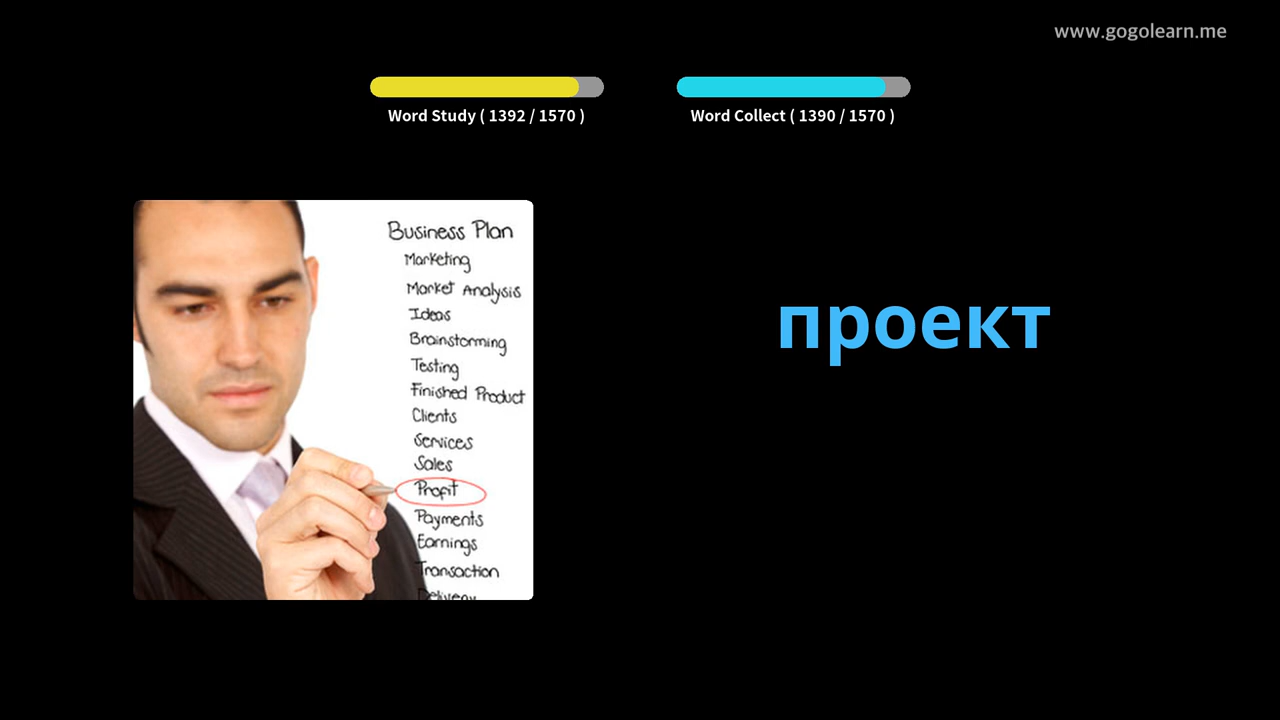 www.gogolearn.me
Word Study ( 1392 / 1570 )
Word Collect ( 1390 / 1570 )
Business Plan
Marketing
Market Analysis
Ideas
Brainstorming
Testing
Finished Product
Clients
Services
Sales
Profit
Payments
Earnings
Transaction
Delivery
проект